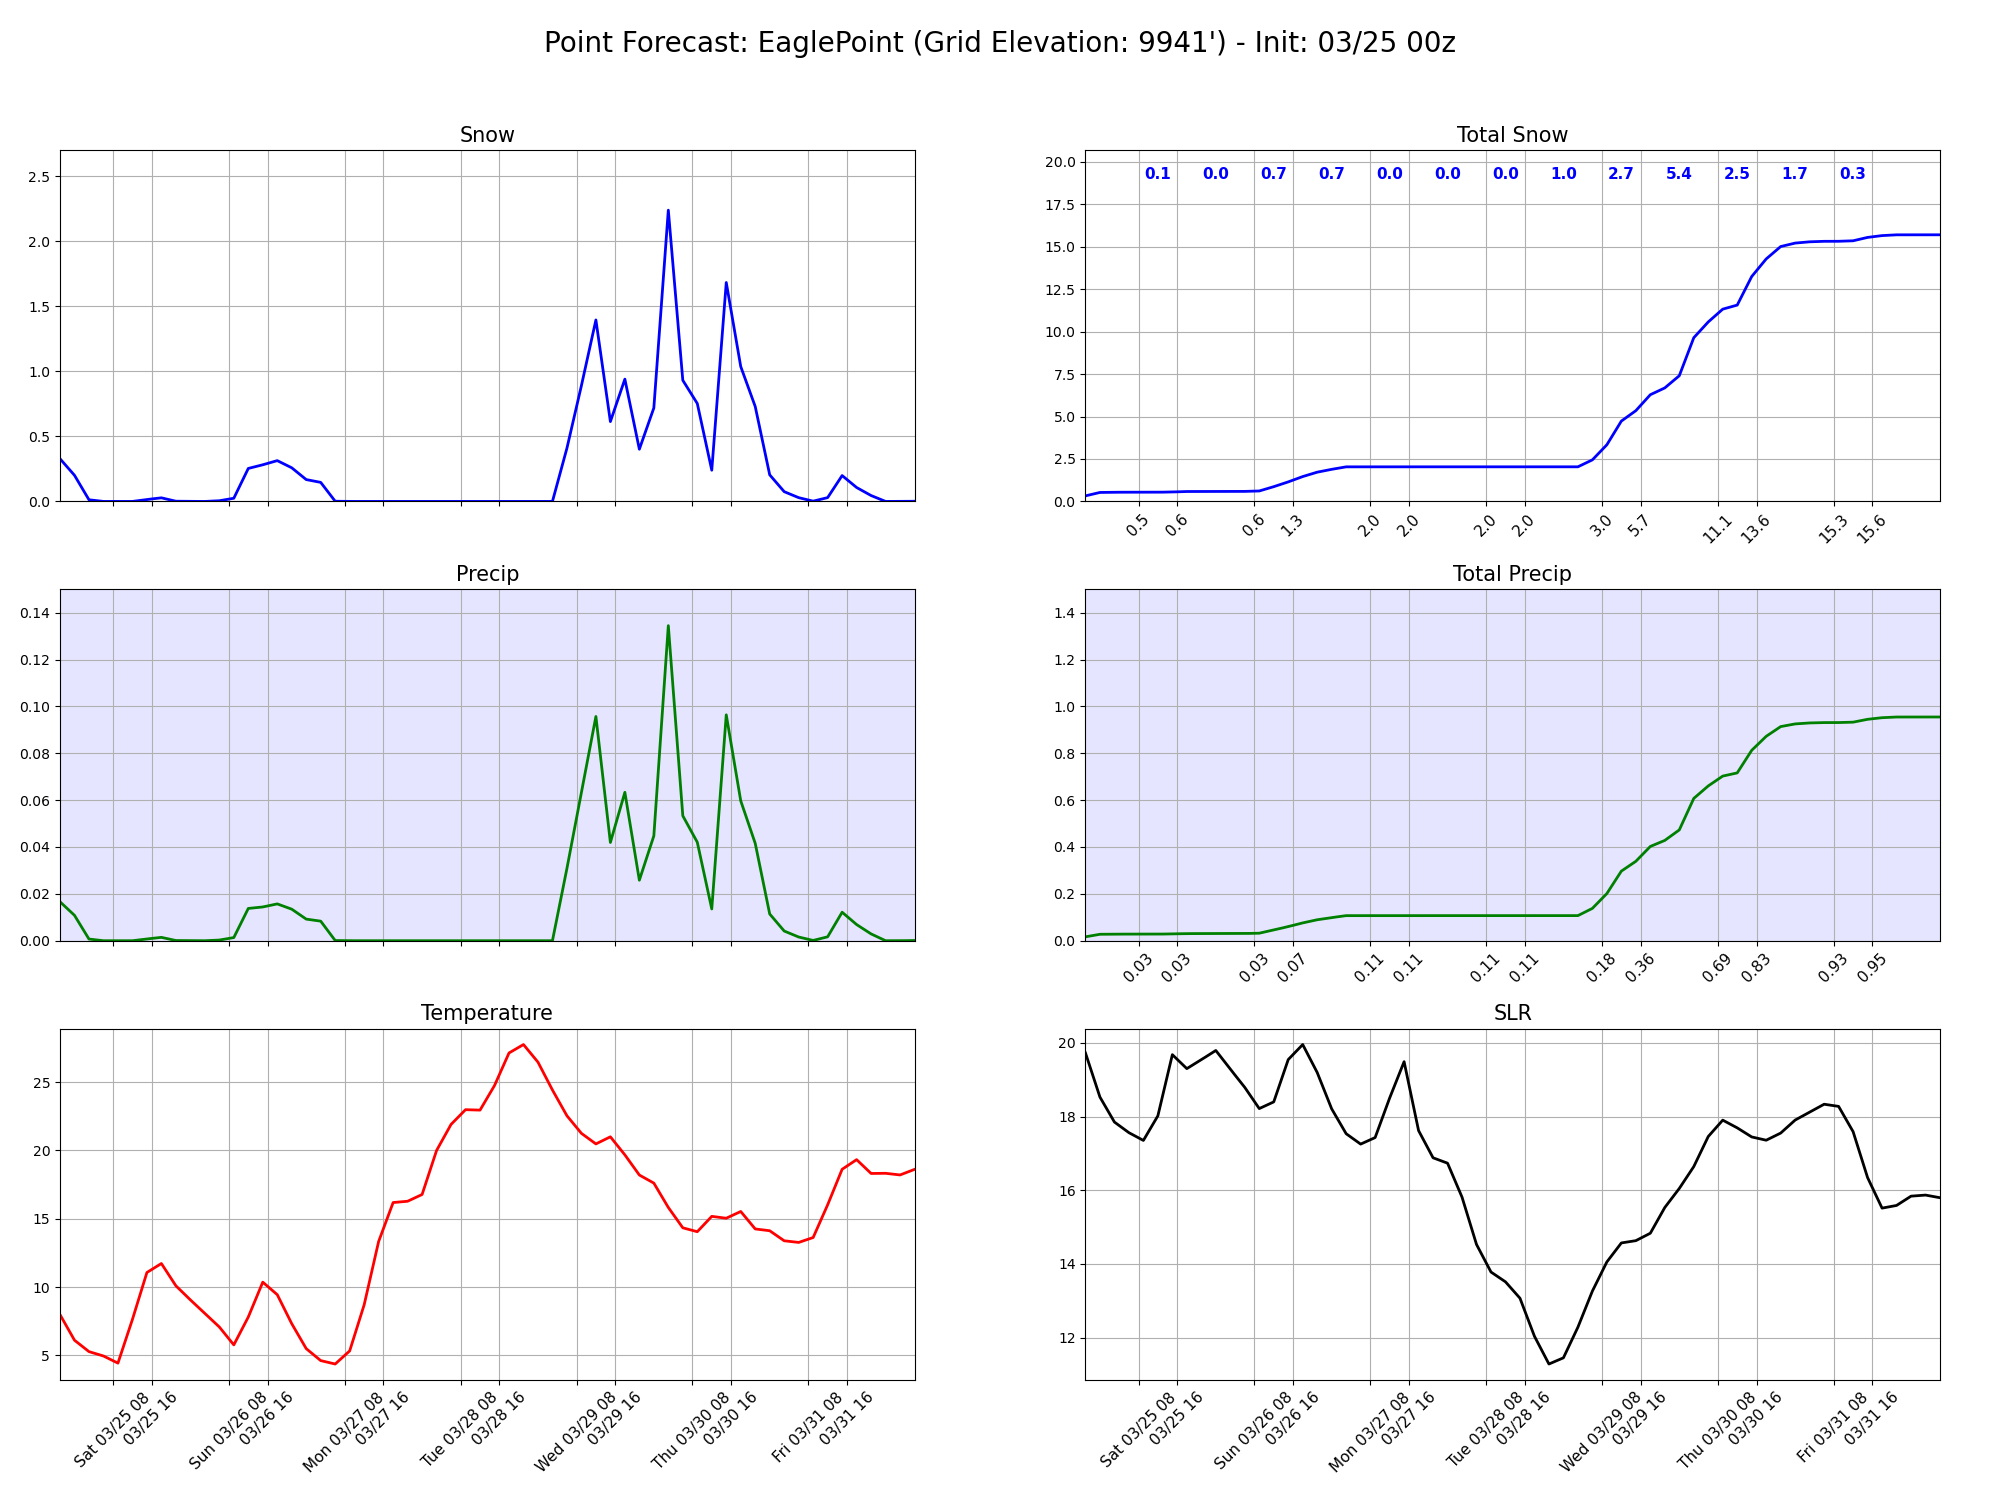 Point Forecast: EaglePoint (Grid Elevation: 9941') - Init: 03/25 00z
Snow
2.5
2.0
1.5
1.0
0.5
0.0
Total Snow
20.0
17.5
15.0
12.5
10.0
7.5
5.0
2.5
0.0
0.1 0.0 0.7 0.7 0.0 0.0 0.0 1.0 2.7 5.4 2.5 1.7 0.3
0.5 0.6 0.6 1.3 2.0 2.0 2.0 2.0 3.0 5.7 11.1 13.6 15.3 15.6
Precip
0.14
0.12
0.10
0.08
0.06
0.04
0.02
0.00
Total Precip
1.4
1.2
1.0
0.8
0.6
0.4
0.2
0.0
0.03 0.03 0.03 0.07 0.11 0.11 0.11 0.11 0.18 0.36 0.69 0.83 0.93 0.95
Temperature
25
20
15
10
5
Sat 03/25 08
03/25 16
Sun 03/26 08
03/26 16
Mon 03/27 08
03/27 16
Tue 03/28 08
03/28 16
Wed 03/29 08
03/29 16
Thu 03/30 08
03/30 16
Fri 03/31 08
03/31 16
SLR
20
18
16
14
12
Sat 03/25 08
03/25 16
Sun 03/26 08
03/26 16
Mon 03/27 08
03/27 16
Tue 03/28 08
03/28 16
Wed 03/29 08
03/29 16
Thu 03/30 08
03/30 16
Fri 03/31 08
03/31 16